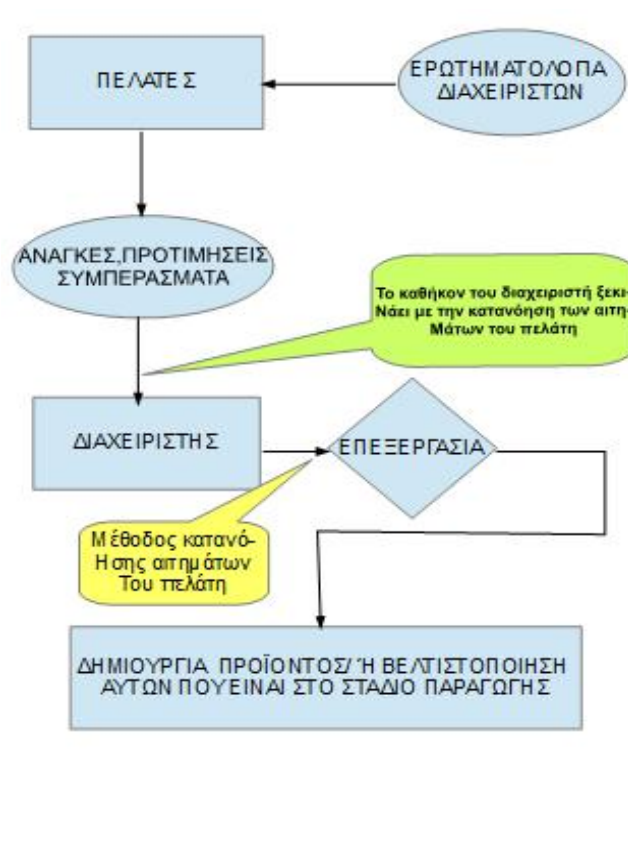 ΠΕΛΑΤΕΣ
ΕΡΩΤΗΜΑΤΟΛΟΓΙΑ
ΔΙΑΧΕΙΡΙΣΤΩΝ
ΑΝΑΓΚΕΣ,ΠΡΟΤΙΜΗΣΕΙΣ
ΣΥΜΠΕΡΑΣΜΑΤΑ
Το καθήκον του διαχειριστή ξεκι-
Νάει με την κατανόηση των αιτη-
Μάτων του πελάτη
ΔΙΑΧΕΙΡΙΣΤΗΣ
ΕΠΕΞΕΡΓΑΣΙΑ
Μέθοδος κατανό-
Ησης αιτημάτων
Του πελάτη
ΔΗΜΙΟΥΡΓΙΑ ΠΡΟΪΟΝΤΟΣ/Ή ΒΕΛΤΙΣΤΟΠΟΙΗΣΗ
ΑΥΤΩΝ ΠΟΥ ΕΙΝΑΙ ΣΤΟ ΣΤΑΔΙΟ ΠΑΡΑΓΩΓΗΣ